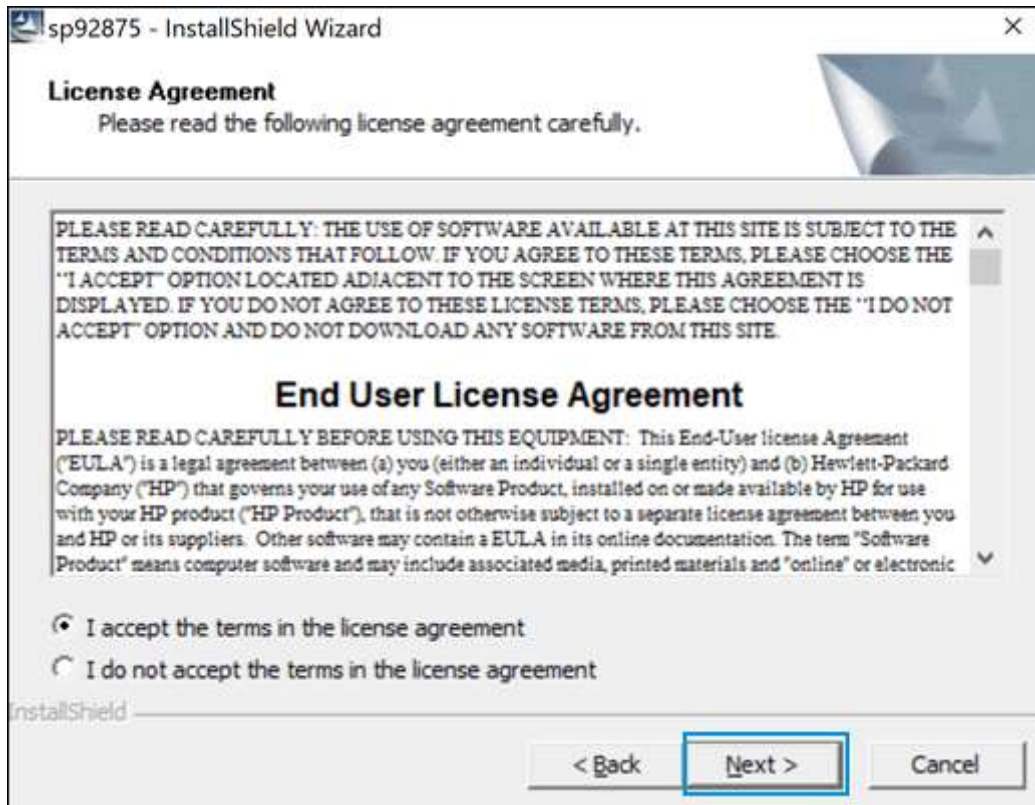 sp92875 - InstallShield Wizard
License Agreement
Please read the following license agreement carefully.
PLEASE READ CAREFULLY: THE USE OF SOFTWARE AVAILABLE AT THIS SITE IS SUBJECT TO THE
TERMS AND CONDITIONS THAT FOLLOW. IF YOU AGREE TO THESE TERMS, PLEASE CHOOSE THE
"I ACCEPT" OPTION LOCATED ADJACENT TO THE SCREEN WHERE THIS AGREEMENT IS
DISPLAYED. IF YOU DO NOT AGREE TO THESE LICENSE TERMS, PLEASE CHOOSE THE "I DO NOT
ACCEPT" OPTION AND DO NOT DOWNLOAD ANY SOFTWARE FROM THIS SITE.
End User License Agreement
PLEASE READ CAREFULLY BEFORE USING THIS EQUIPMENT: This End-User license Agreement
("EULA") is a legal agreement between (a) you (either an individual or a single entity) and (b) Hewlett-Packard
Company ("HP") that governs your use of any Software Product, installed on or made available by HP for use
with your HP product ("HP Product"), that is not otherwise subject to a separate license agreement between you
and HP or its suppliers. Other software may contain a EULA in its online documentation. The term "Software
Product" means computer software and may include associated media, printed materials and "online" or electronic
I accept the terms in the license agreement
I do not accept the terms in the license agreement
InstallShield
< Back Next > Cancel